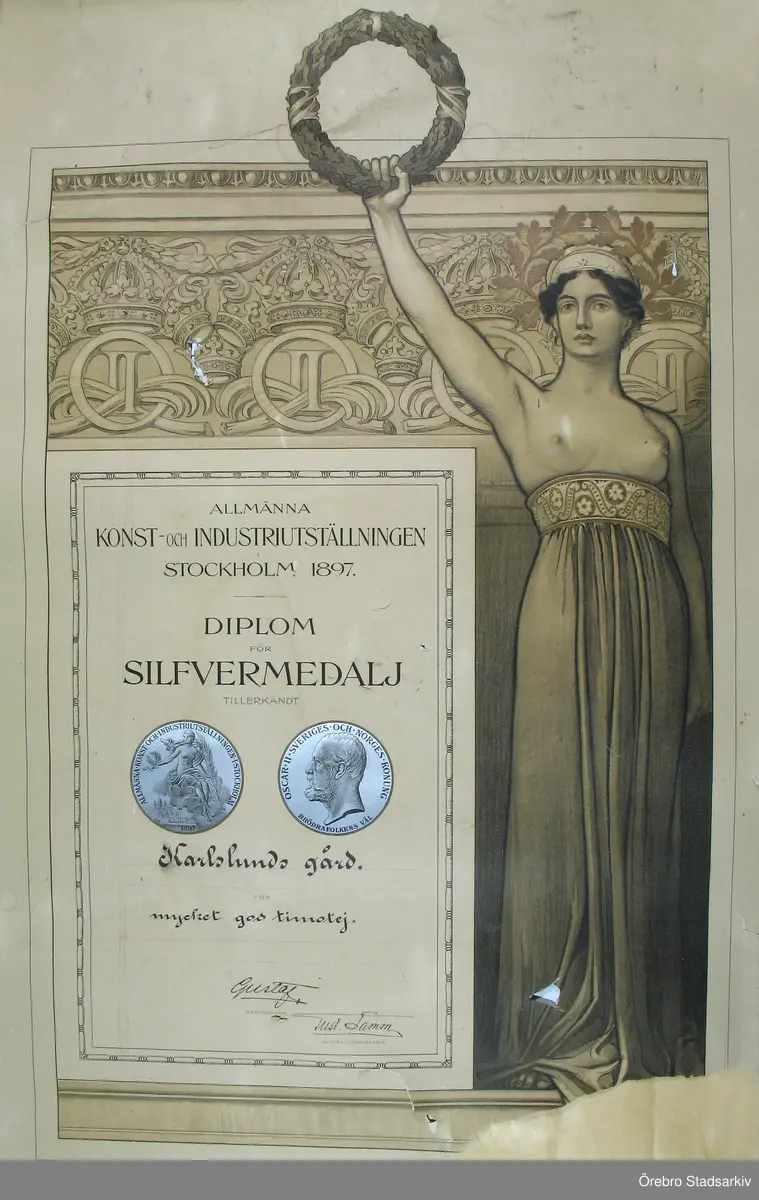 ALLMÄNNA
KONST- OCH INDUSTRIUTSTÄLLNINGEN
STOCKHOLM 1897.
DIPLOM
FÖR
SILFVERMEDALJ
TILLERKÄNDT
ALLMÄNNA·KONST·OCH·INDUSTRIUTSTÄLLNINGEN·I·STOCKHOLM
1897
OSCAR·II·SVERIGES·OCH·NORGES·KONUNG
BRÖDRAFOLKENS VÄL
Karlslunds gård.
FÖR
mycket god timotej.
Gustaf.
Tamm
Örebro Stadsarkiv